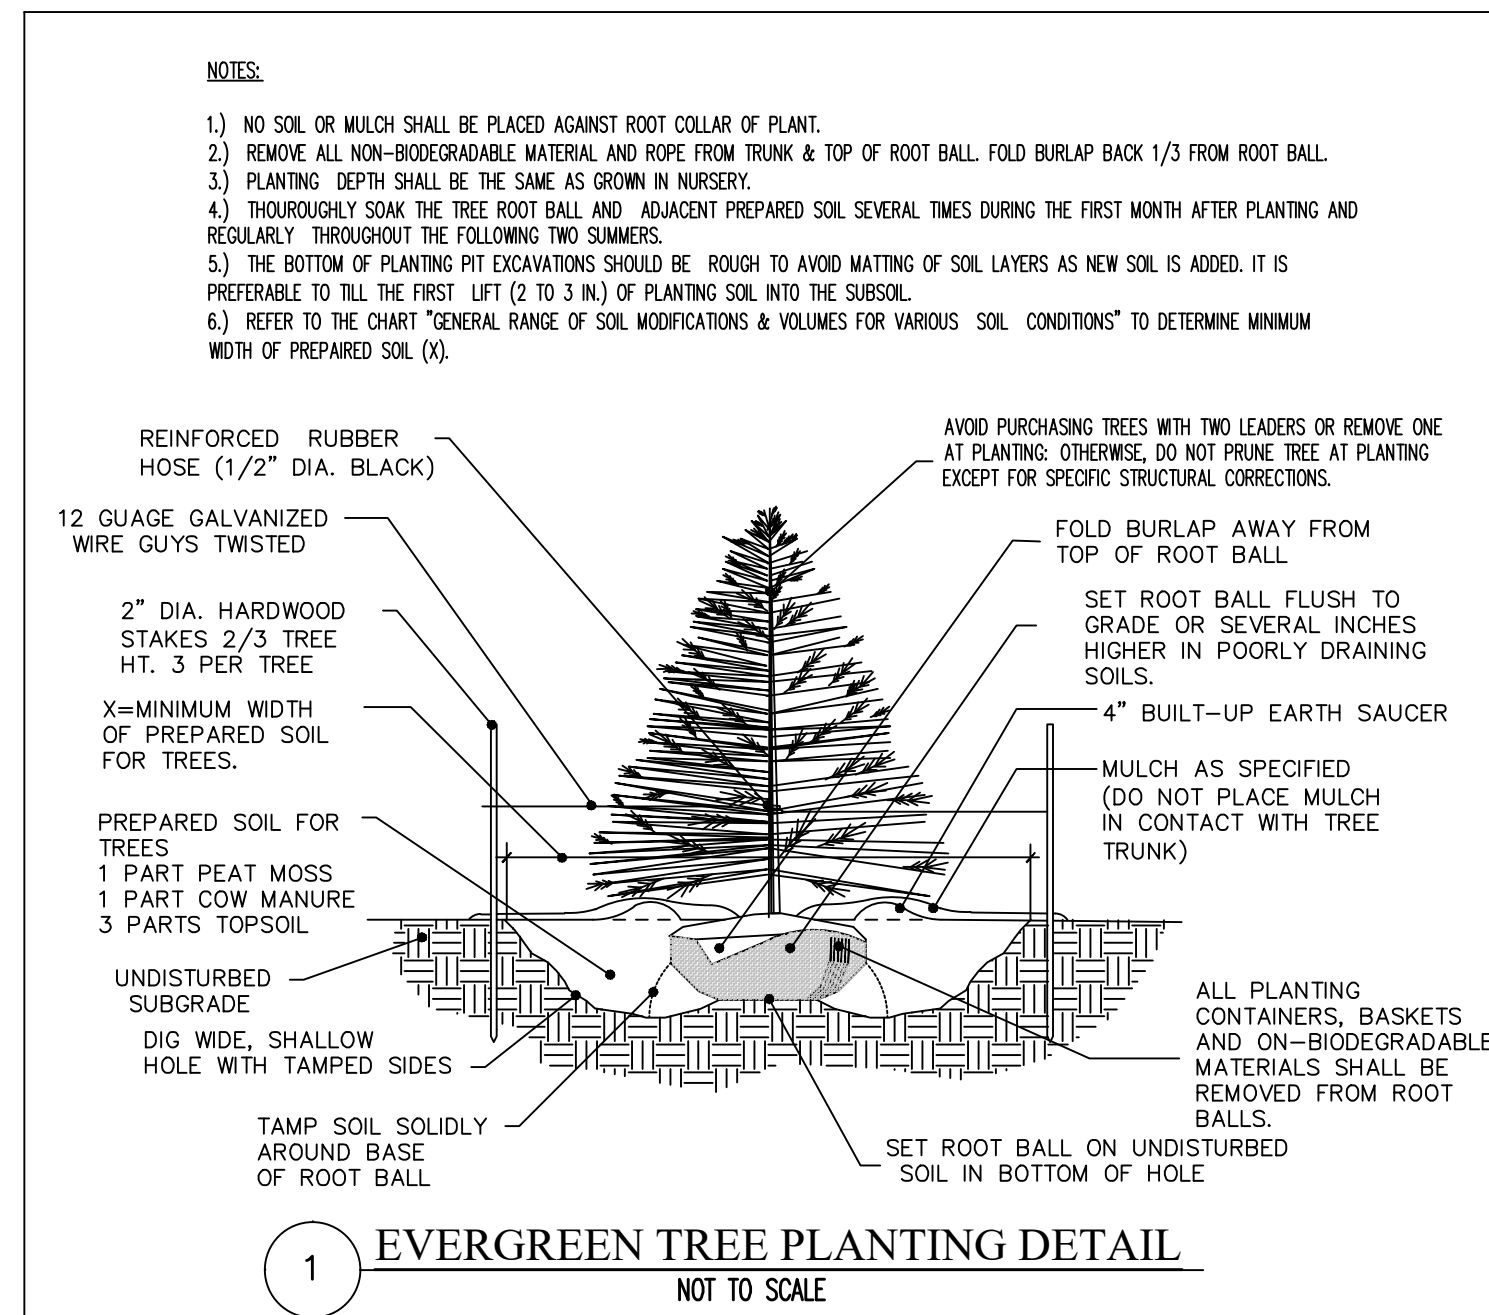 NOTES:
1.) NO SOIL OR MULCH SHALL BE PLACED AGAINST ROOT COLLAR OF PLANT.
2.) REMOVE ALL NON-BIODEGRADABLE MATERIAL AND ROPE FROM TRUNK & TOP OF ROOT BALL. FOLD BURLAP BACK 1/3 FROM ROOT BALL.
3.) PLANTING DEPTH SHALL BE THE SAME AS GROWN IN NURSERY.
4.) THOUROUGHLY SOAK THE TREE ROOT BALL AND ADJACENT PREPARED SOIL SEVERAL TIMES DURING THE FIRST MONTH AFTER PLANTING AND
REGULARLY THROUGHOUT THE FOLLOWING TWO SUMMERS.
5.) THE BOTTOM OF PLANTING PIT EXCAVATIONS SHOULD BE ROUGH TO AVOID MATTING OF SOIL LAYERS AS NEW SOIL IS ADDED. IT IS
PREFERABLE TO TILL THE FIRST LIFT (2 TO 3 IN.) OF PLANTING SOIL INTO THE SUBSOIL.
6.) REFER TO THE CHART "GENERAL RANGE OF SOIL MODIFICATIONS & VOLUMES FOR VARIOUS SOIL CONDITIONS" TO DETERMINE MINIMUM
WIDTH OF PREPAIRED SOIL (X).
REINFORCED RUBBER
HOSE (1/2" DIA. BLACK)
12 GUAGE GALVANIZED
WIRE GUYS TWISTED
2" DIA. HARDWOOD
STAKES 2/3 TREE
HT. 3 PER TREE
X=MINIMUM WIDTH
OF PREPARED SOIL
FOR TREES.
PREPARED SOIL FOR
TREES
1 PART PEAT MOSS
1 PART COW MANURE
3 PARTS TOPSOIL
UNDISTURBED
SUBGRADE
DIG WIDE, SHALLOW
HOLE WITH TAMPED SIDES
TAMP SOIL SOLIDLY
AROUND BASE
OF ROOT BALL
AVOID PURCHASING TREES WITH TWO LEADERS OR REMOVE ONE
AT PLANTING: OTHERWISE, DO NOT PRUNE TREE AT PLANTING
EXCEPT FOR SPECIFIC STRUCTURAL CORRECTIONS.
FOLD BURLAP AWAY FROM
TOP OF ROOT BALL
SET ROOT BALL FLUSH TO
GRADE OR SEVERAL INCHES
HIGHER IN POORLY DRAINING
SOILS.
4" BUILT-UP EARTH SAUCER
MULCH AS SPECIFIED
(DO NOT PLACE MULCH
IN CONTACT WITH TREE
TRUNK)
ALL PLANTING
CONTAINERS, BASKETS
AND ON-BIODEGRADABLE
MATERIALS SHALL BE
REMOVED FROM ROOT
BALLS.
SET ROOT BALL ON UNDISTURBED
SOIL IN BOTTOM OF HOLE
1 EVERGREEN TREE PLANTING DETAIL
NOT TO SCALE